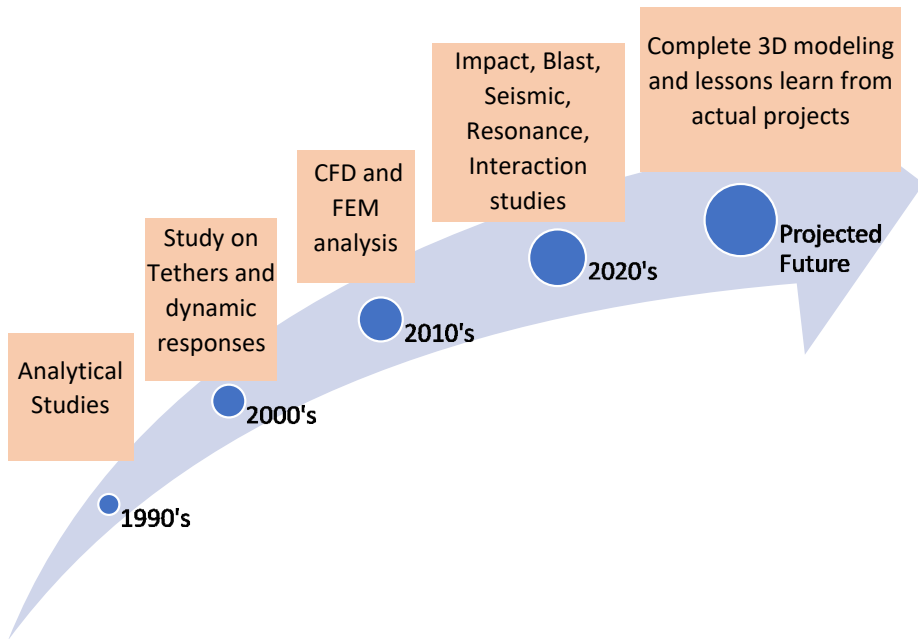 Analytical
Studies
1990's
Study on
Tethers and
dynamic
responses
2000's
CFD and
FEM
analysis
2010's
Impact, Blast,
Seismic,
Resonance,
Interaction
studies
2020's
Complete 3D modeling
and lessons learn from
actual projects
Projected
Future